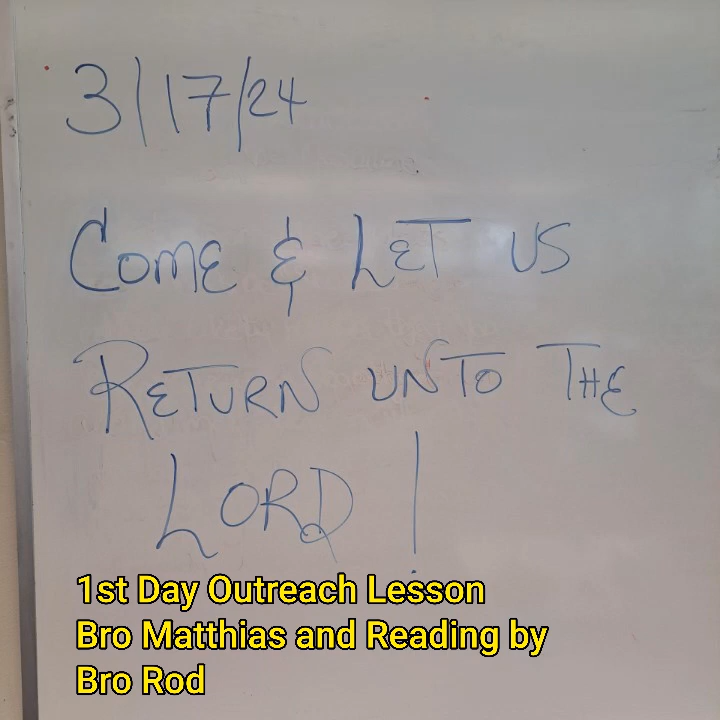 3/17/24
COME & LET US
RETURN UNTO THE
LORD!
1st Day Outreach Lesson
Bro Matthias and Reading by
Bro Rod